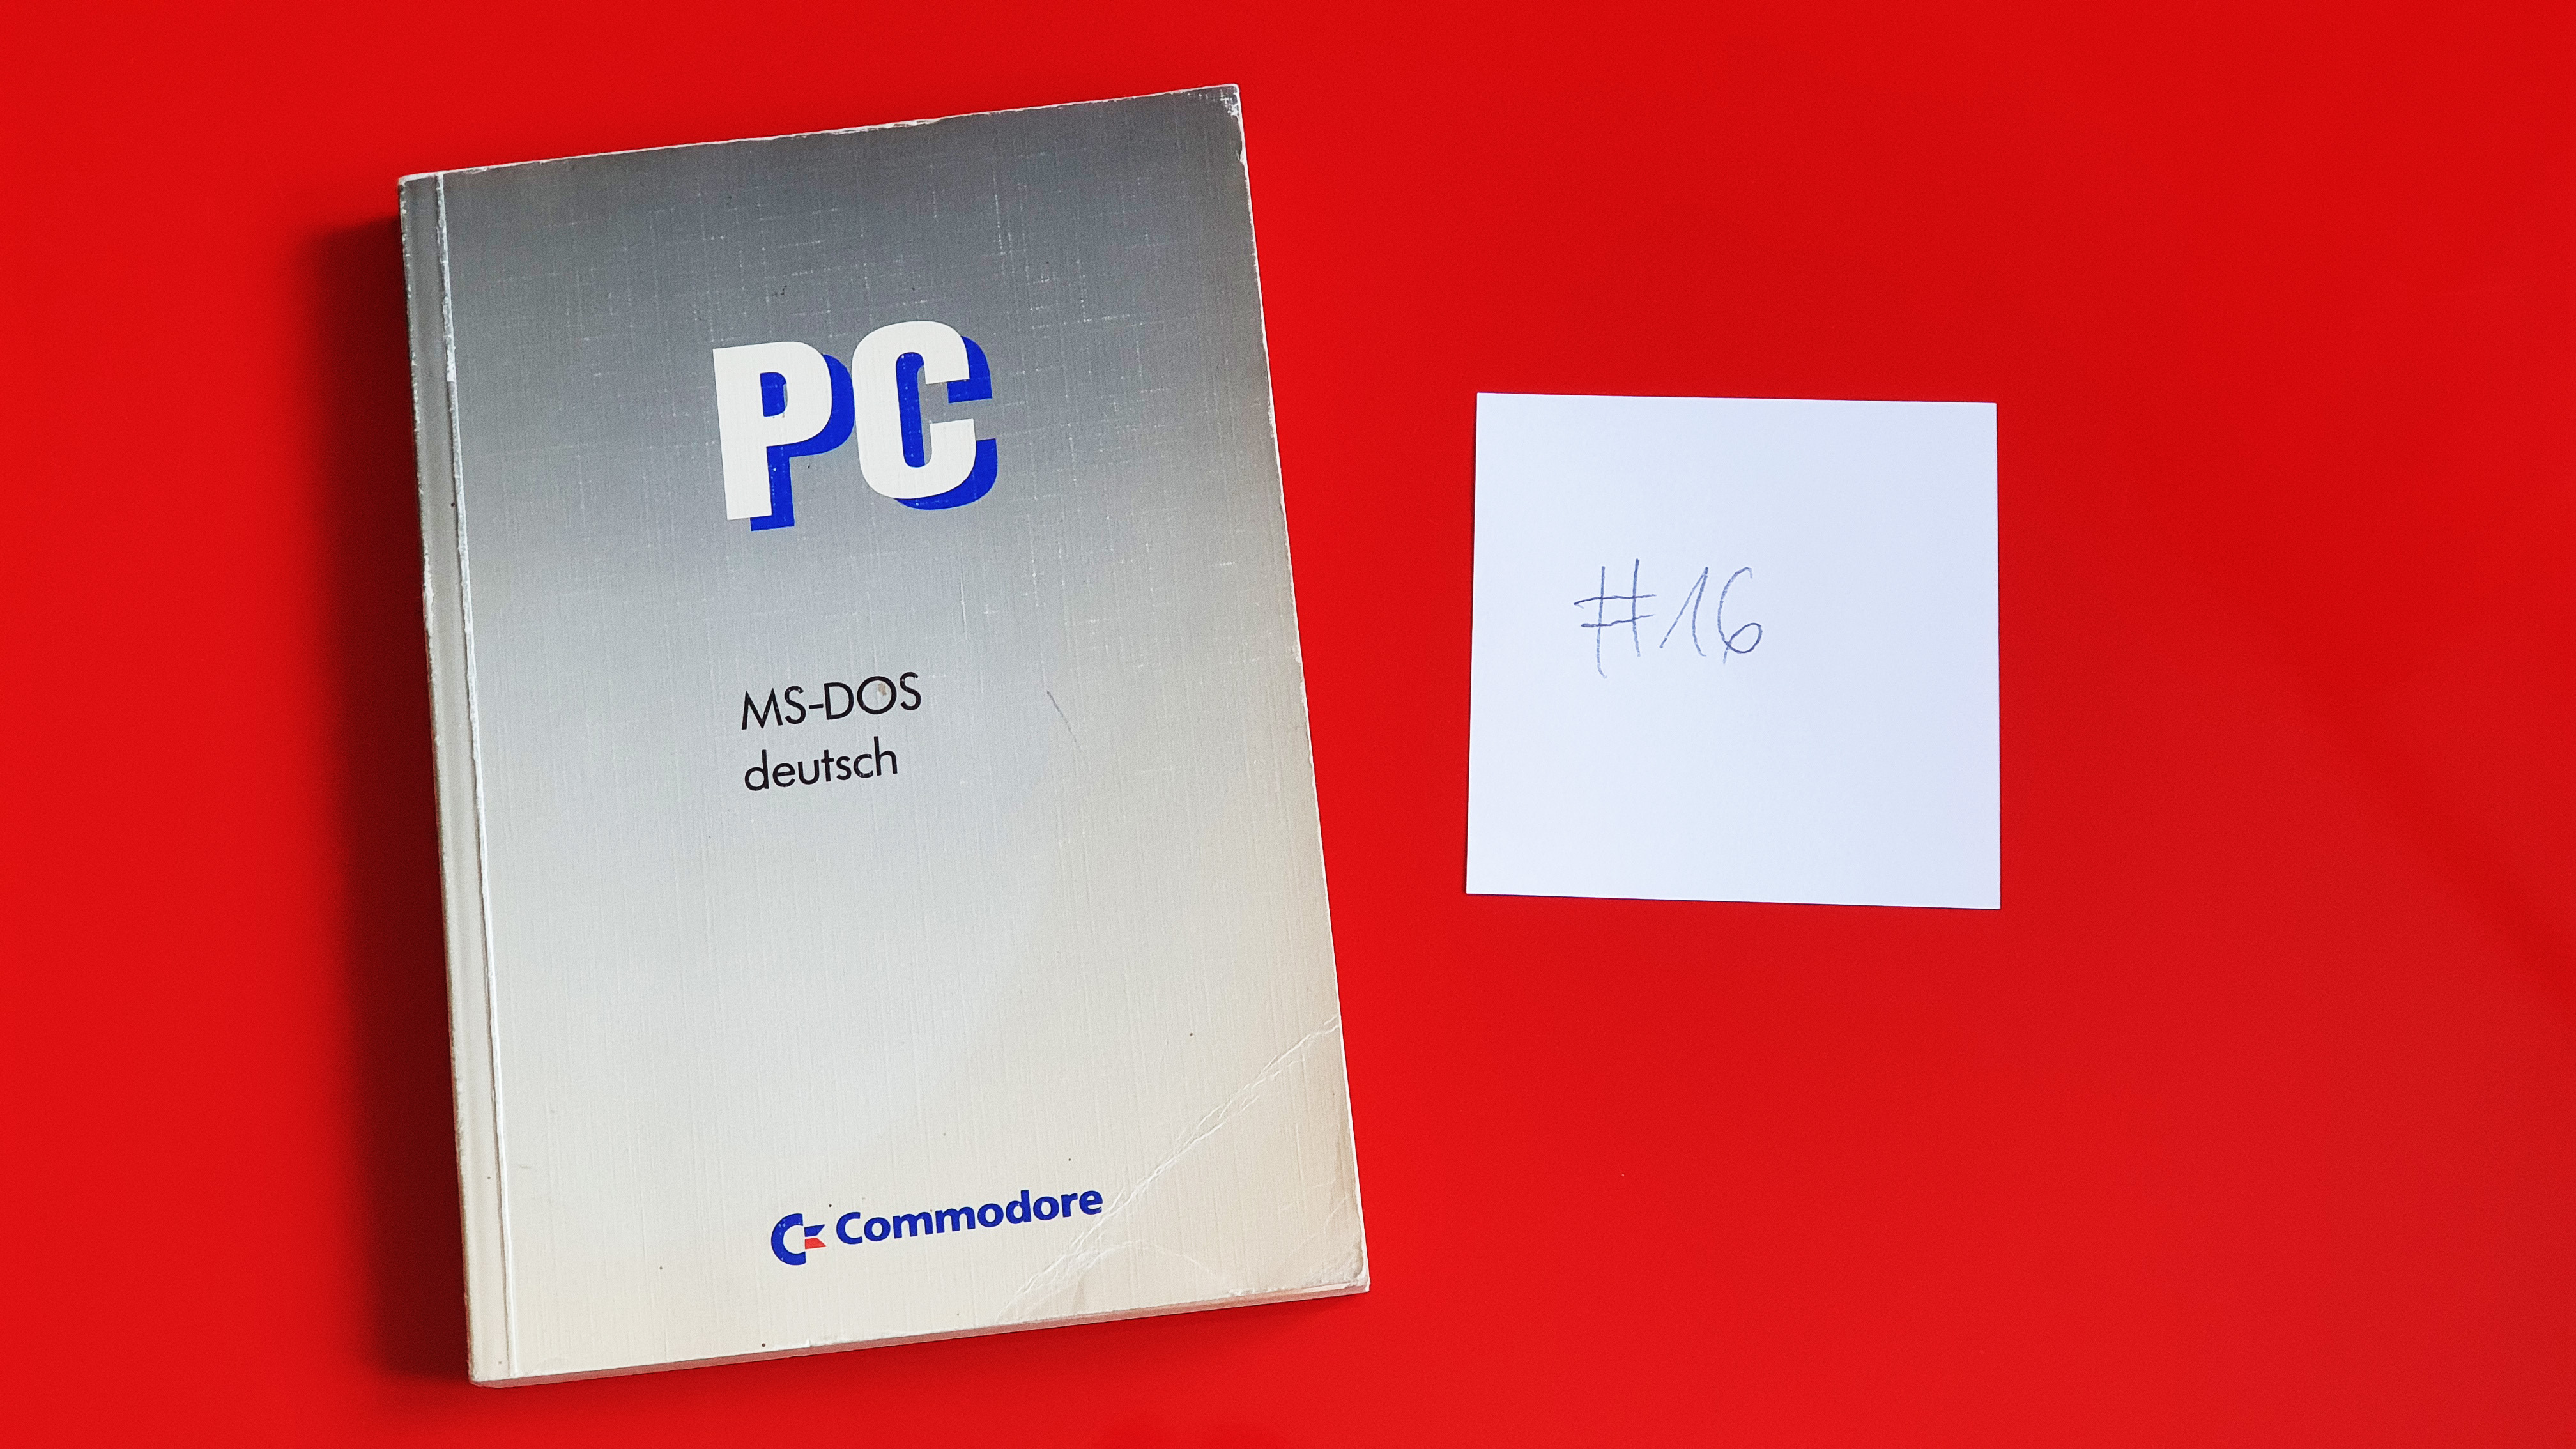 PC
MS-DOS
deutsch
Commodore
#16